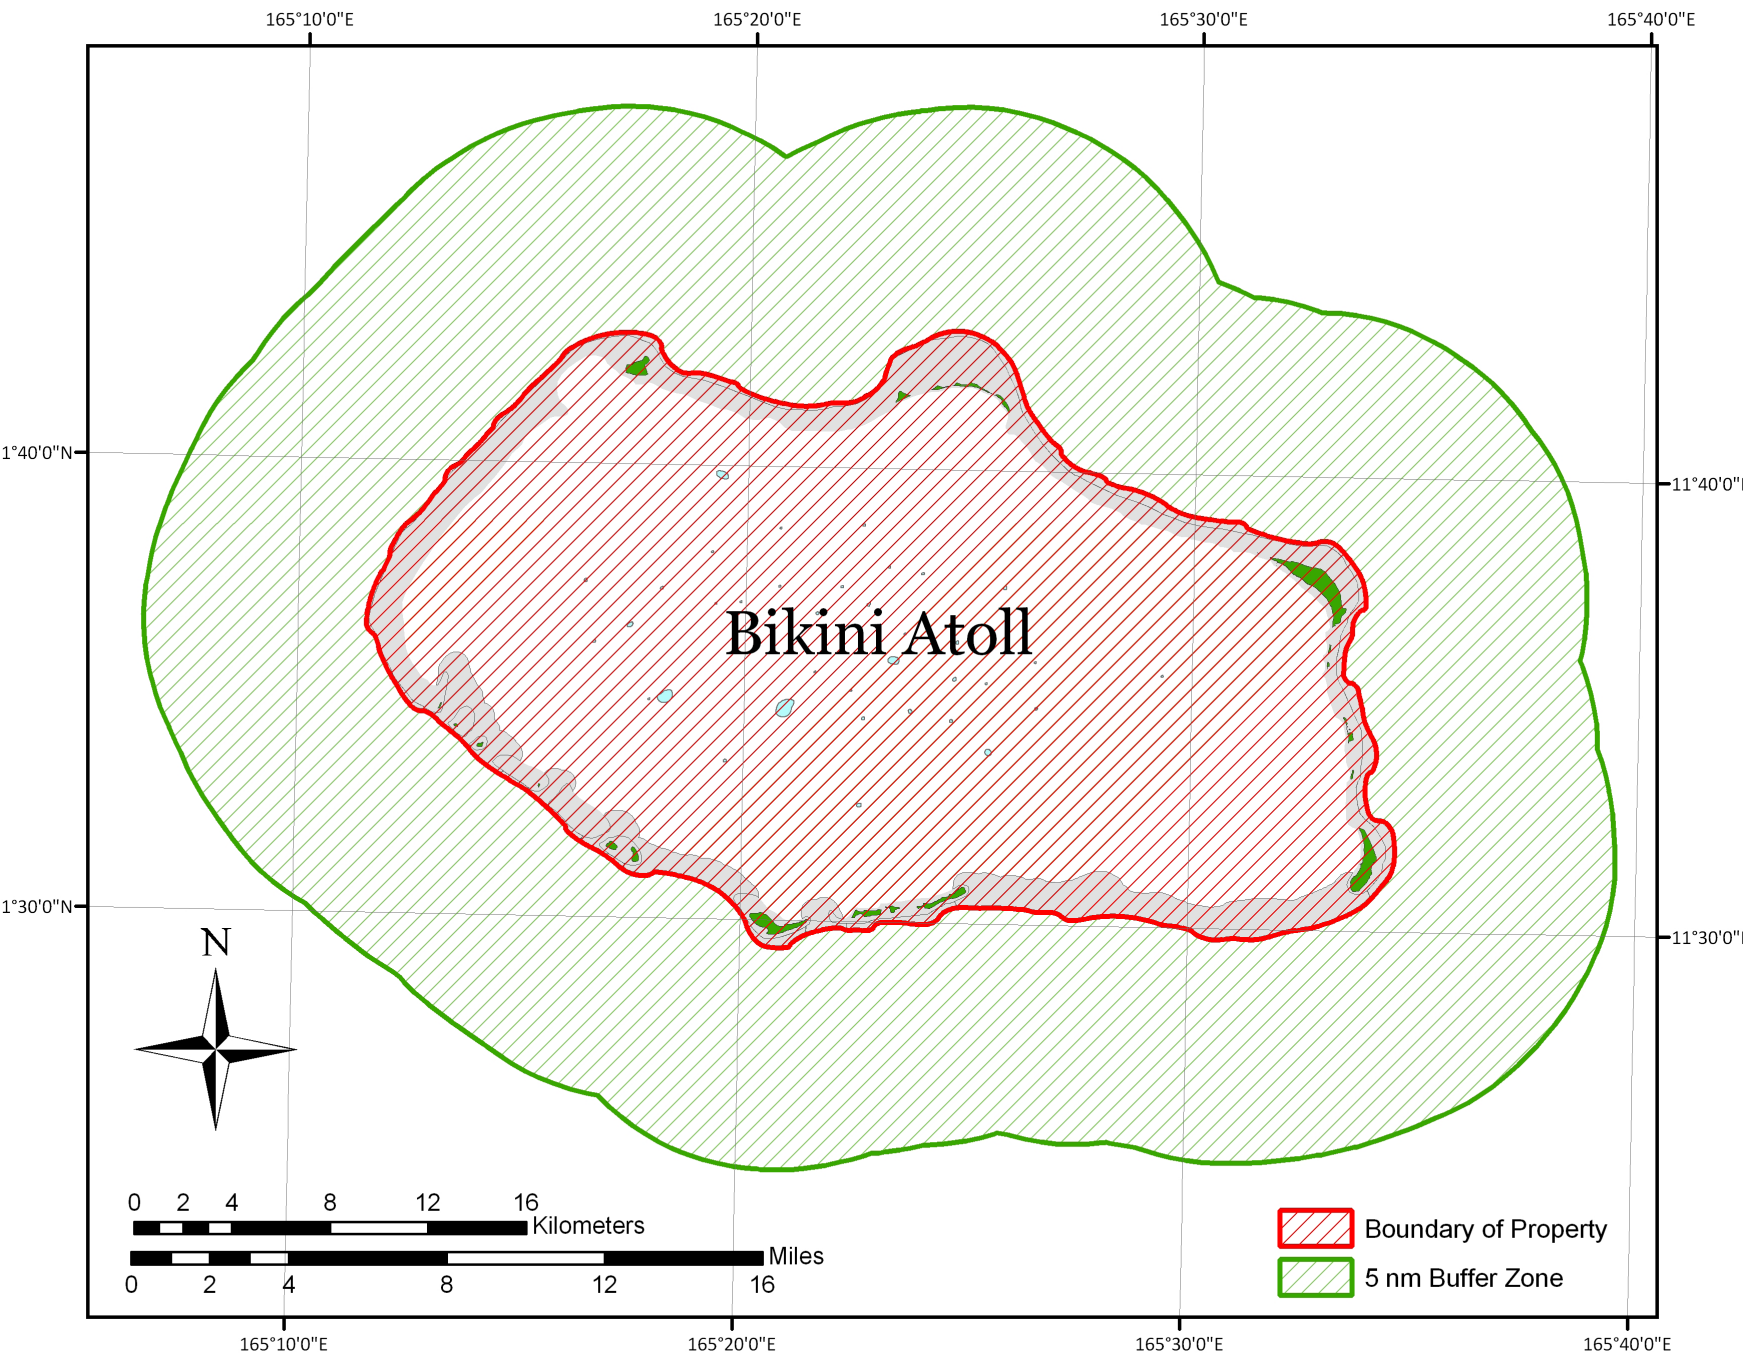 165°10'0"E 165°20'0"E 165°30'0"E 165°40'0"E
1°40'0"N
11°40'0"
Bikini Atoll
1°30'0"N
11°30'0"
N
0 2 4 8 12 16
Kilometers
Miles
0 2 4 8 12 16
Boundary of Property
5 nm Buffer Zone
165°10'0"E 165°20'0"E 165°30'0"E 165°40'0"E